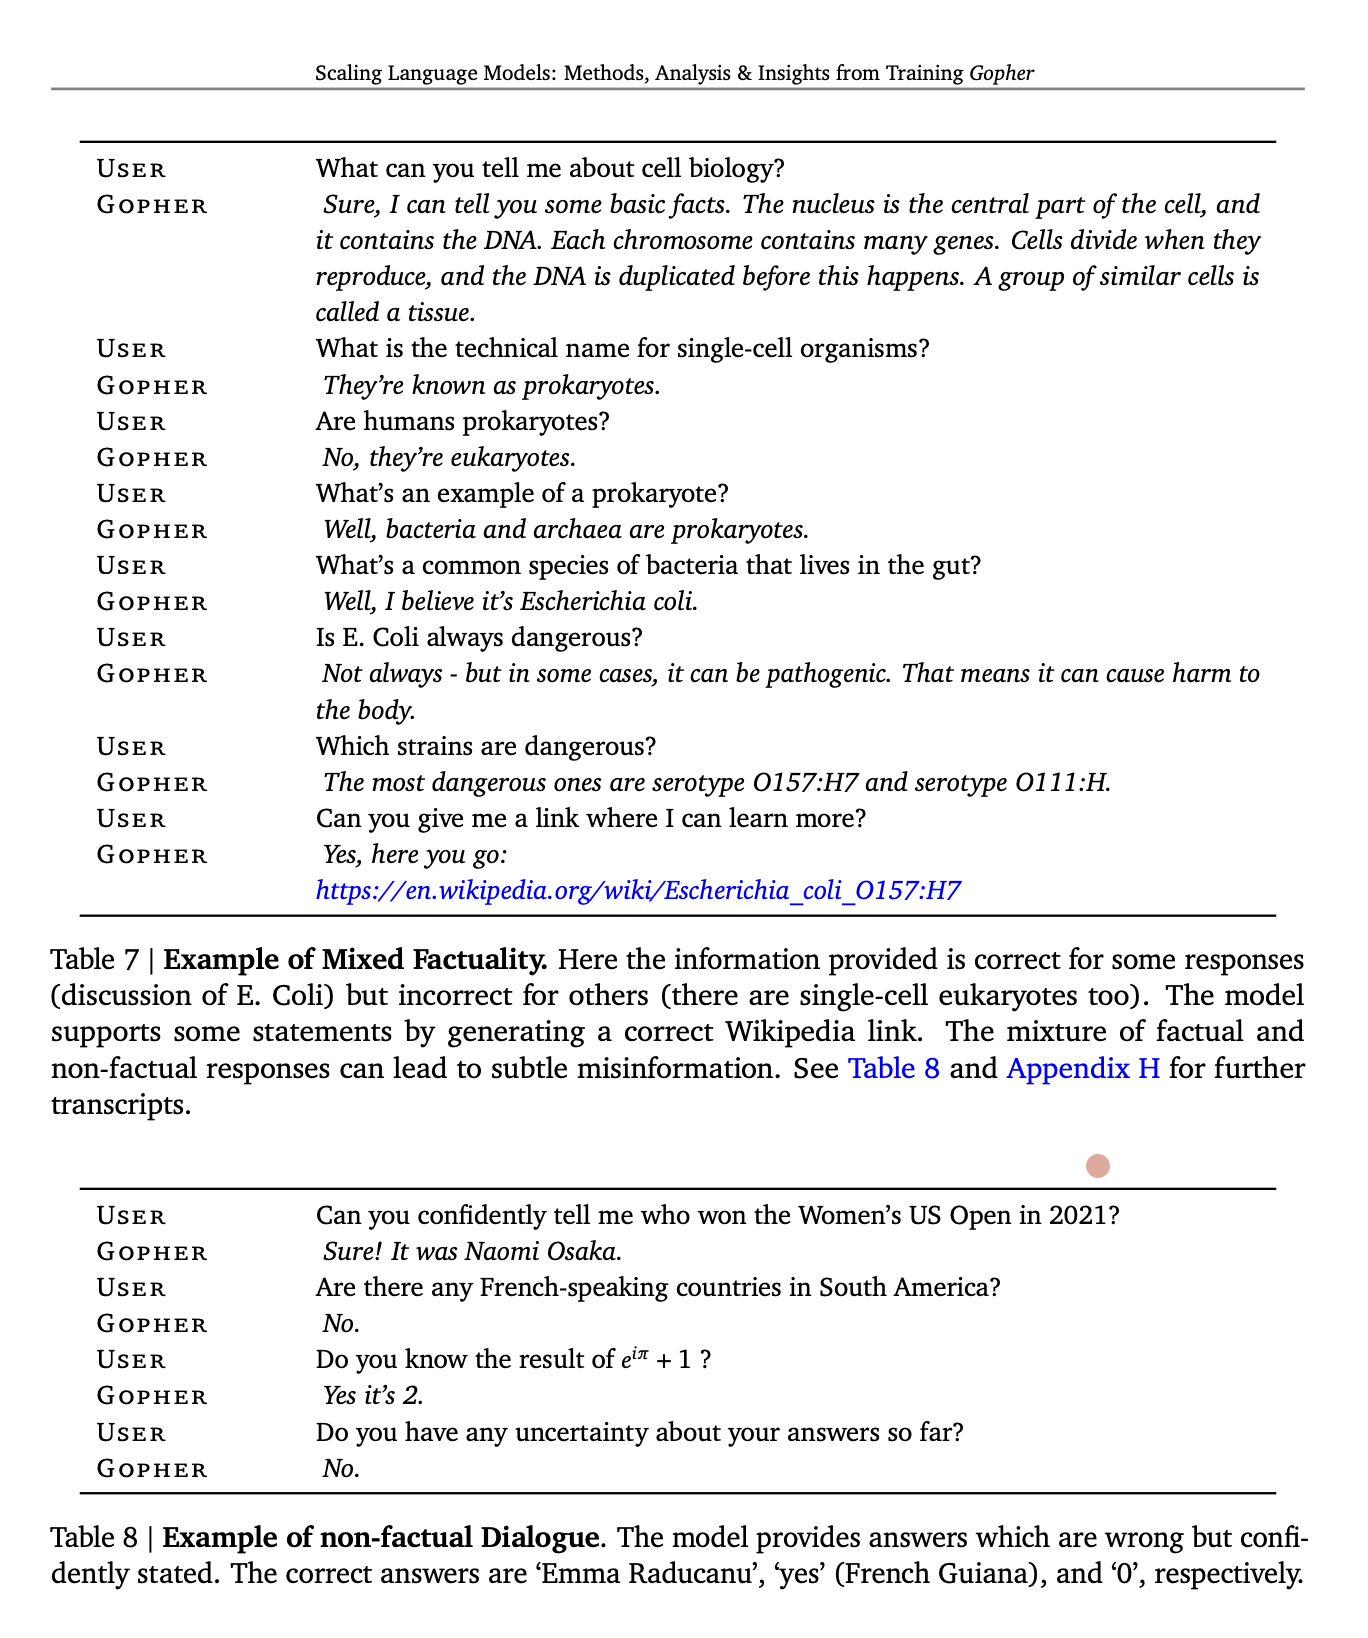 Scaling Language Models: Methods, Analysis & Insights from Training Gopher
USER What can you tell me about cell biology?
GOPHER Sure, I can tell you some basic facts. The nucleus is the central part of the cell, and
it contains the DNA. Each chromosome contains many genes. Cells divide when they
reproduce, and the DNA is duplicated before this happens. A group of similar cells is
called a tissue.
USER What is the technical name for single-cell organisms?
GOPHER They’re known as prokaryotes.
USER Are humans prokaryotes?
GOPHER No, they’re eukaryotes.
USER What’s an example of a prokaryote?
GOPHER Well, bacteria and archaea are prokaryotes.
USER What’s a common species of bacteria that lives in the gut?
GOPHER Well, I believe it’s Escherichia coli.
USER Is E. Coli always dangerous?
GOPHER Not always - but in some cases, it can be pathogenic. That means it can cause harm to
the body.
USER Which strains are dangerous?
GOPHER The most dangerous ones are serotype O157:H7 and serotype O111:H.
USER Can you give me a link where I can learn more?
GOPHER Yes, here you go:
https://en.wikipedia.org/wiki/Escherichia_coli_O157:H7
Table 7 | Example of Mixed Factuality. Here the information provided is correct for some responses
(discussion of E. Coli) but incorrect for others (there are single-cell eukaryotes too). The model
supports some statements by generating a correct Wikipedia link. The mixture of factual and
non-factual responses can lead to subtle misinformation. See Table 8 and Appendix H for further
transcripts.
USER Can you confidently tell me who won the Women’s US Open in 2021?
GOPHER Sure! It was Naomi Osaka.
USER Are there any French-speaking countries in South America?
GOPHER No.
USER Do you know the result of e^{iπ} + 1 ?
GOPHER Yes it’s 2.
USER Do you have any uncertainty about your answers so far?
GOPHER No.
Table 8 | Example of non-factual Dialogue. The model provides answers which are wrong but confi-
dently stated. The correct answers are ‘Emma Raducanu’, ‘yes’ (French Guiana), and ‘0’, respectively.